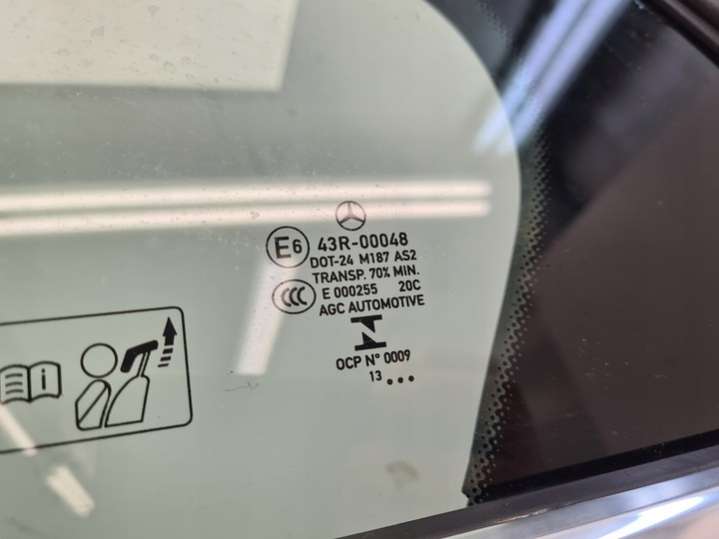 E6 43R-00048
DOT-24 M187 AS2
TRANSP. 70% MIN.
CCC E 000255 20C
AGC AUTOMOTIVE
OCP N° 0009
13 ...
i